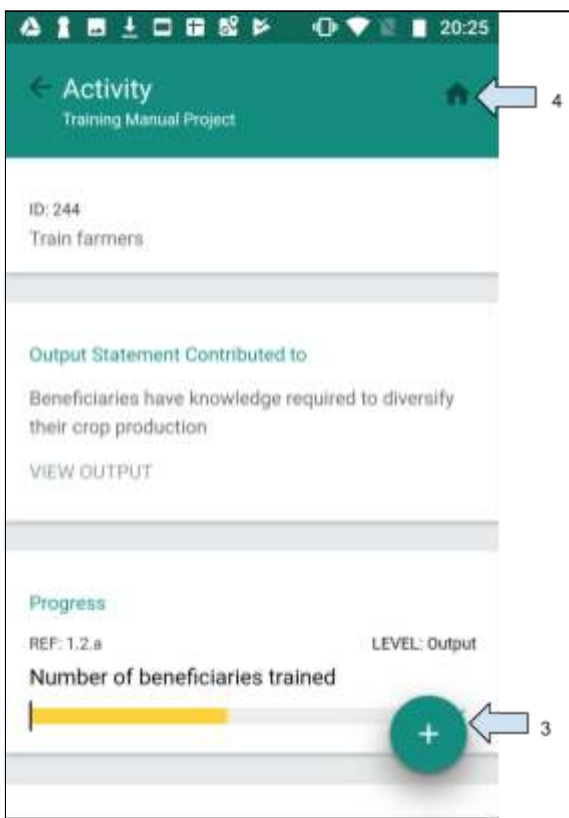 20:25
Activity
4
Training Manual Project
ID: 244
Train farmers
Output Statement Contributed to
Beneficiaries have knowledge required to diversify
their crop production
VIEW OUTPUT
Progress
REF: 1.2.a LEVEL: Output
Number of beneficiaries trained
+ 3